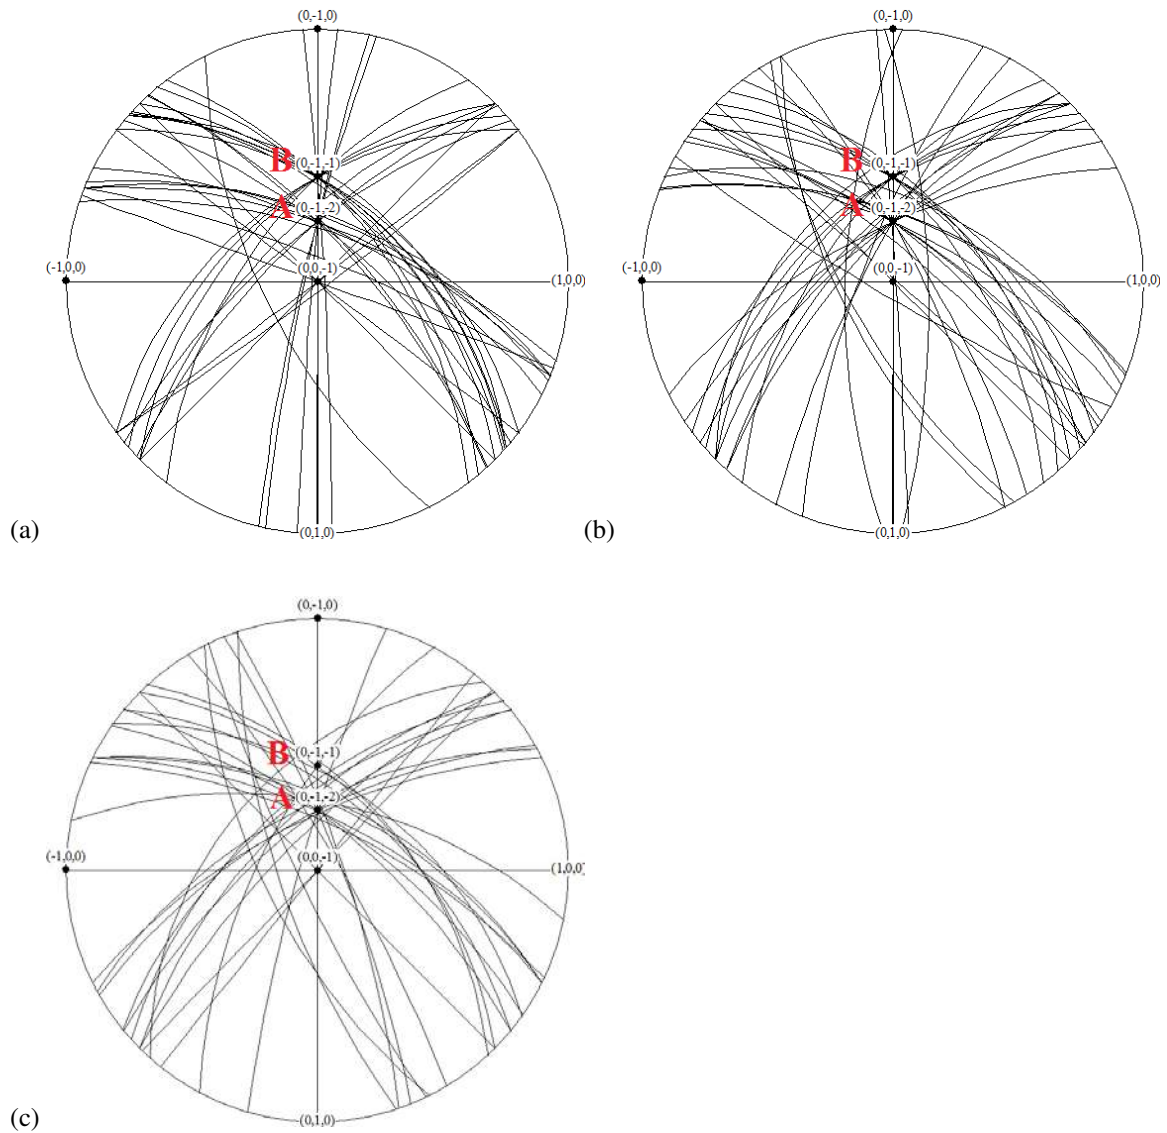 (0,-1,0)
(0,-1,0)
B (0,-1,-1)
B (0,-1,-1)
A (0,-1,-2)
A (0,-1,-2)
(-1,0,0) (0,0,-1) (1,0,0)
(-1,0,0) (0,0,-1) (1,0,0)
(a) (0,1,0)
(b) (0,1,0)
(0,-1,0)
B (0,-1,-1)
A (0,-1,-2)
(-1,0,0) (0,0,-1) (1,0,0)
(c) (0,1,0)